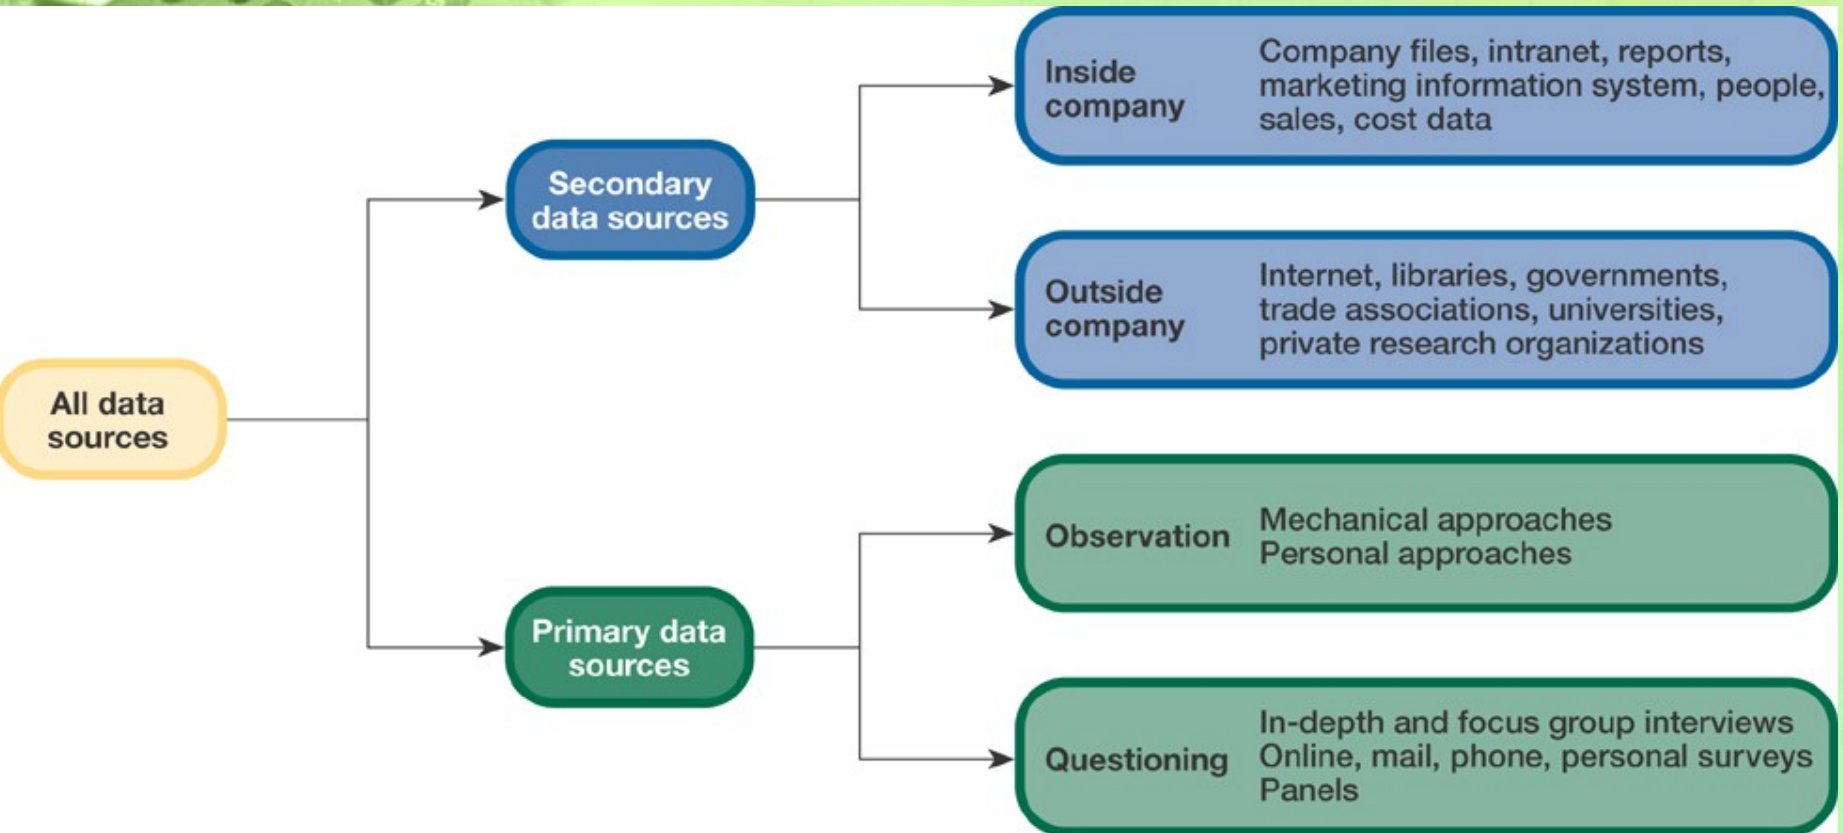 All data
sources
Secondary
data sources
Primary data
sources
Inside
company
Company files, intranet, reports,
marketing information system, people,
sales, cost data
Outside
company
Internet, libraries, governments,
trade associations, universities,
private research organizations
Observation
Mechanical approaches
Personal approaches
Questioning
In-depth and focus group interviews
Online, mail, phone, personal surveys
Panels